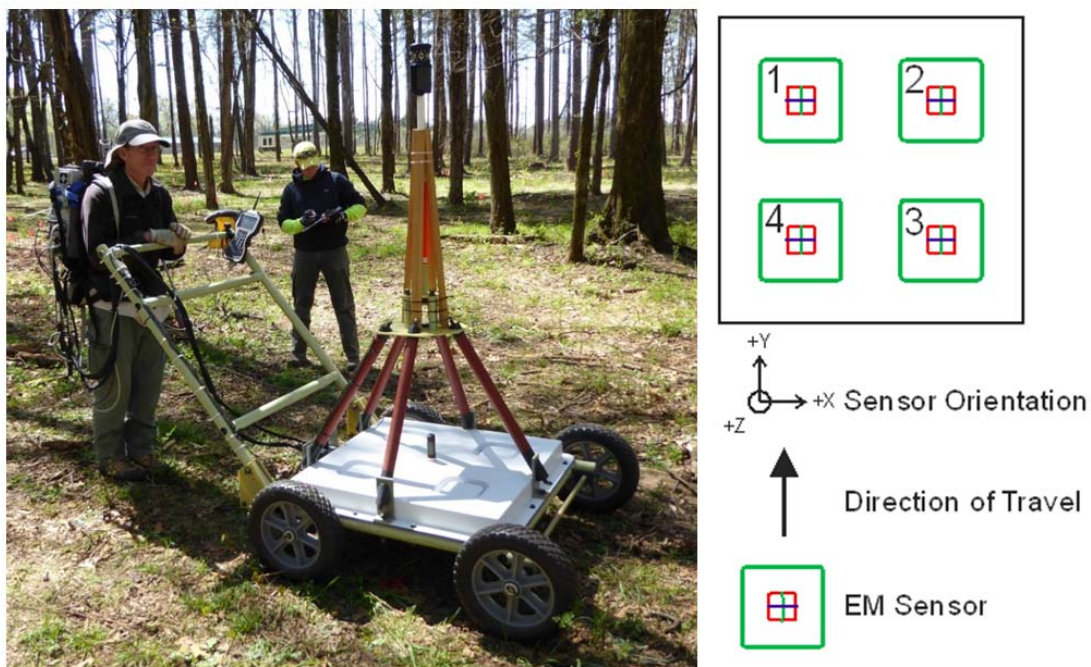 1
2
4
3
+Y
+X
+Z
Sensor Orientation
Direction of Travel
EM Sensor